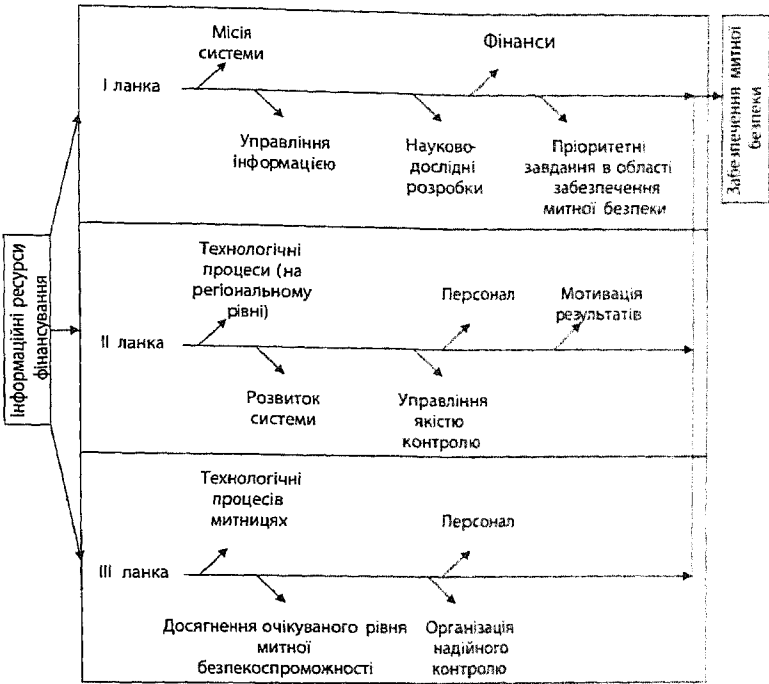 Місія
системи
Фінанси
I ланка
Управління
інформацією
Науково-
дослідні
розробки
Пріоритетні
завдання в області
забезпечення
митної безпеки
Забезпечення митної
безпеки
Інформаційні ресурси
фінансування
Технологічні
процеси (на
регіональному
рівні)
Персонал
Мотивація
результатів
II ланка
Розвиток
системи
Управління
якістю
контролю
Технологічні
процесів
митницях
Персонал
III ланка
Досягнення очікуваного рівня
митної
безпекоспроможності
Організація
надійного
контролю